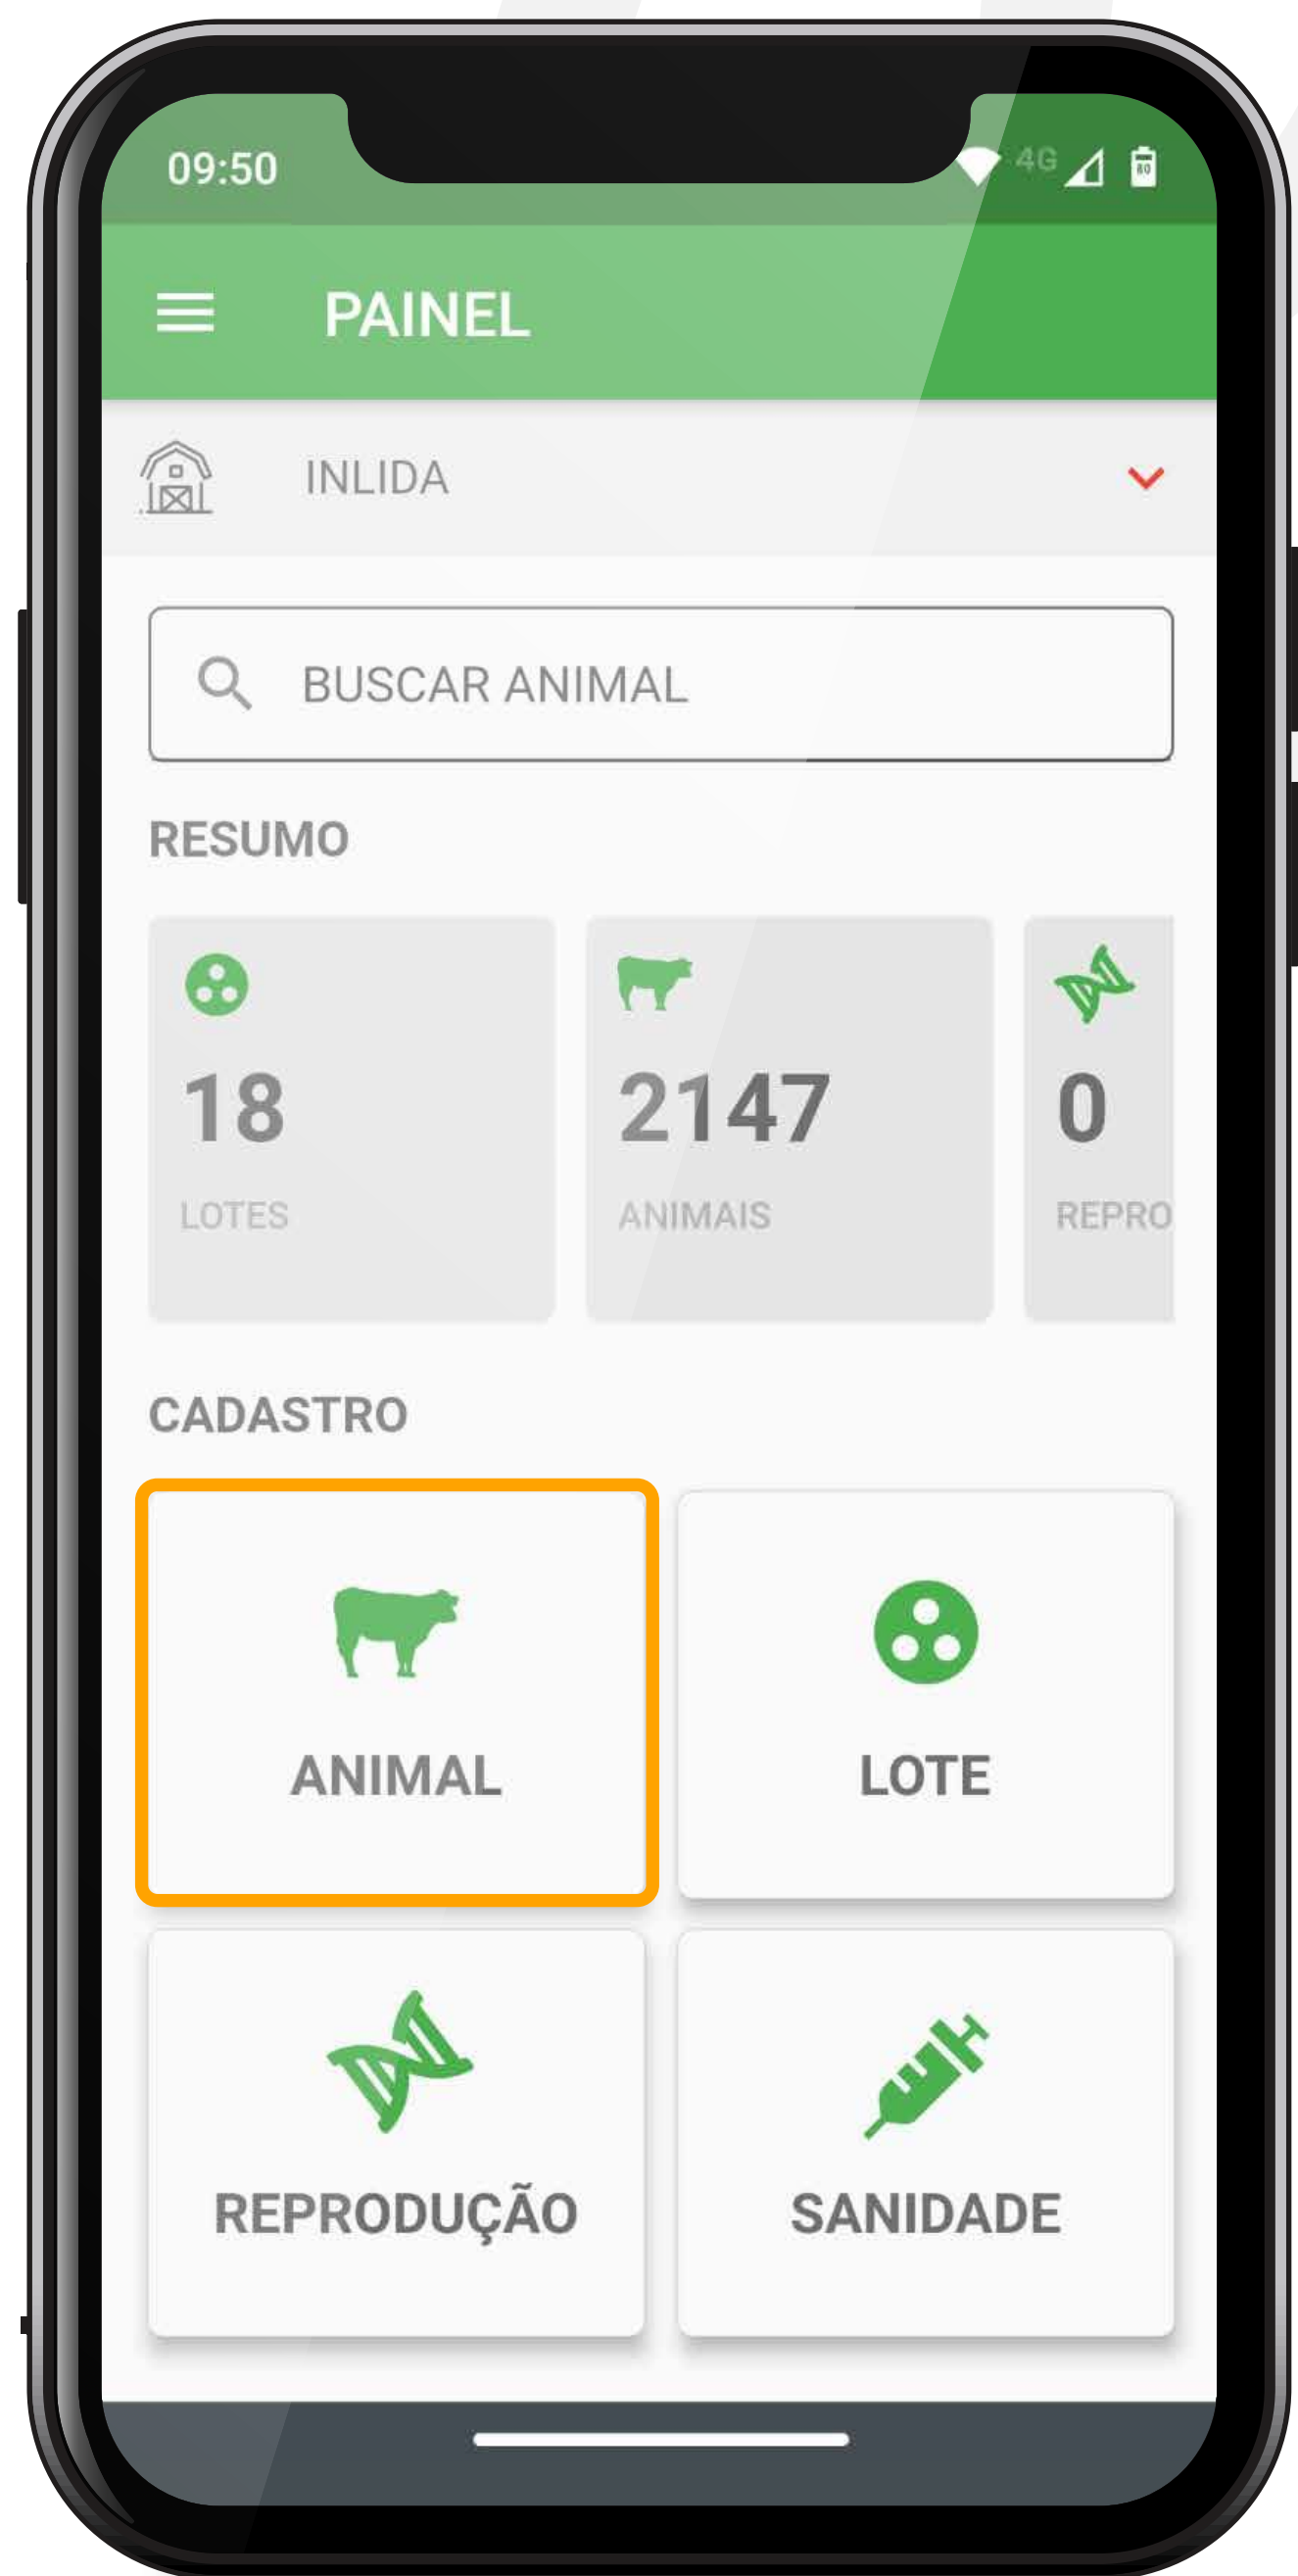 09:50
4G
80
PAINEL
INLIDA
BUSCAR ANIMAL
RESUMO
18
2147
0
LOTES
ANIMAIS
REPRO
CADASTRO
ANIMAL
LOTE
REPRODUÇÃO
SANIDADE